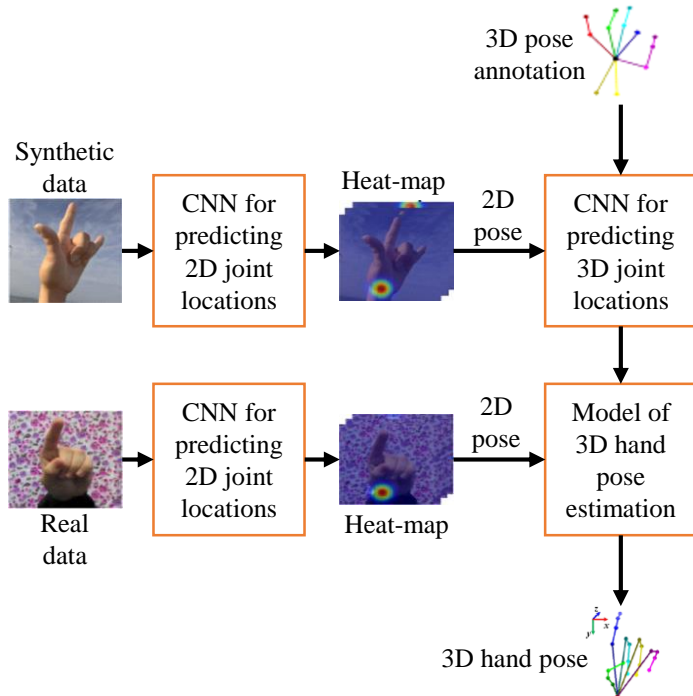 3D pose
annotation
Synthetic
data
CNN for
predicting
2D joint
locations
Heat-map
2D
pose
CNN for
predicting
3D joint
locations
Real
data
CNN for
predicting
2D joint
locations
Heat-map
2D
pose
Model of
3D hand
pose
estimation
3D hand pose
z
x
y